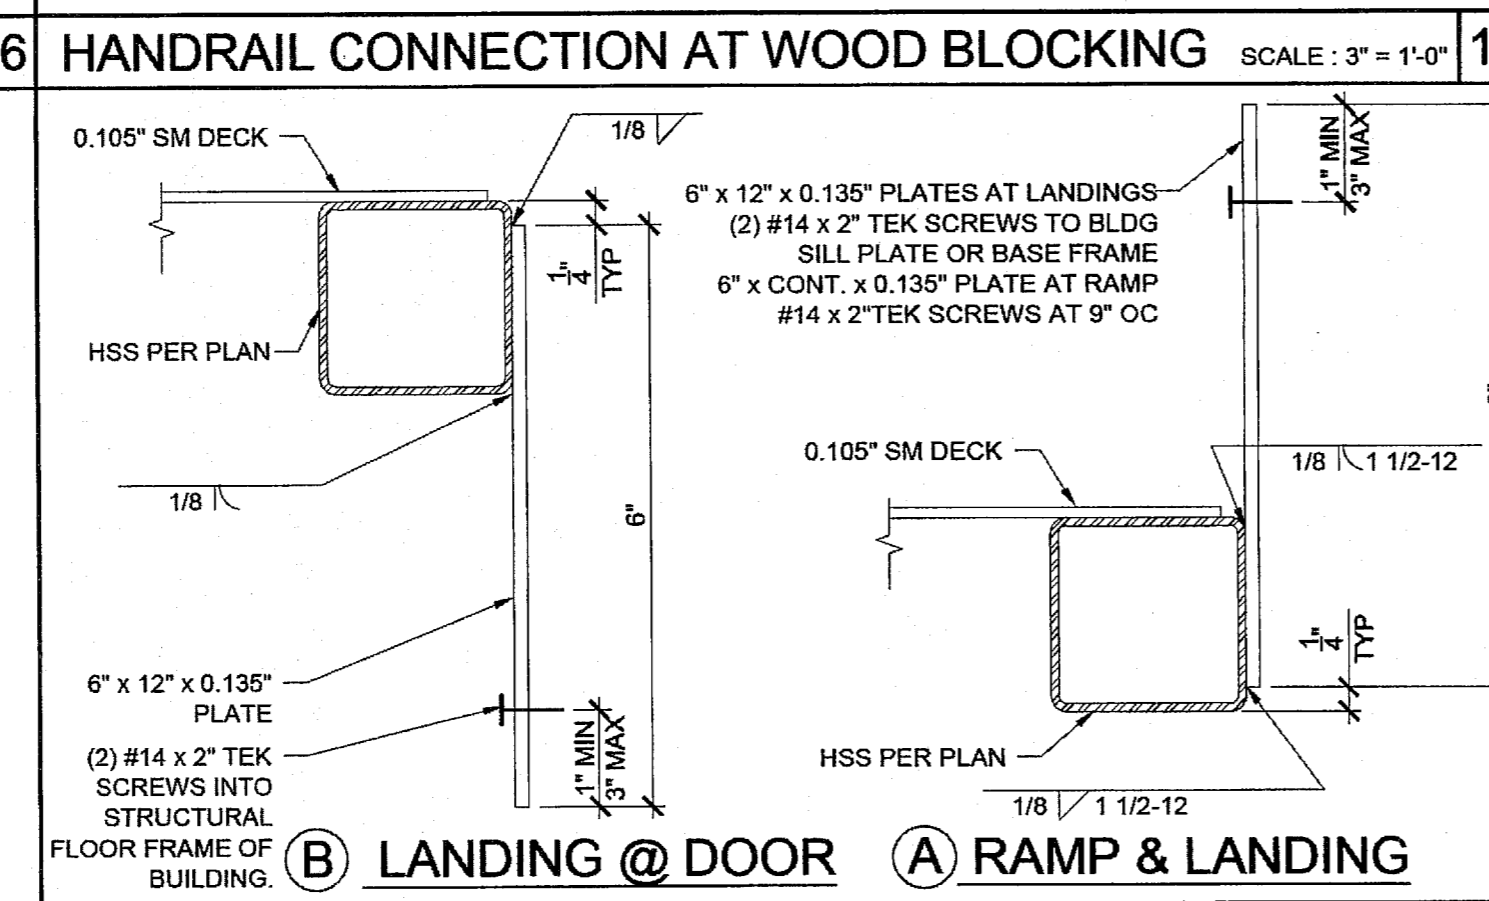 6
HANDRAIL CONNECTION AT WOOD BLOCKING
SCALE : 3" = 1'-0"
1
0.105" SM DECK
1/8
1/4"
TYP
HSS PER PLAN
1/8
6"
6" x 12" x 0.135"
PLATE
(2) #14 x 2" TEK
SCREWS INTO
STRUCTURAL
FLOOR FRAME OF
BUILDING.
1" MIN
3" MAX
B LANDING @ DOOR
1" MIN
3" MAX
6" x 12" x 0.135" PLATES AT LANDINGS
(2) #14 x 2" TEK SCREWS TO BLDG
SILL PLATE OR BASE FRAME
6" x CONT. x 0.135" PLATE AT RAMP
#14 x 2"TEK SCREWS AT 9" OC
0.105" SM DECK
1/8 1 1/2-12
1/4"
TYP
HSS PER PLAN
1/8 1 1/2-12
A RAMP & LANDING